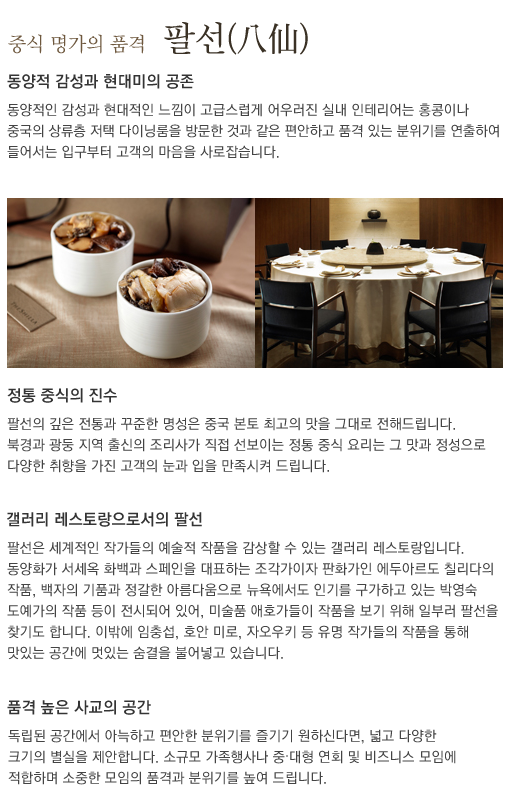 중식 명가의 품격 팔선(八仙)
동양적 감성과 현대미의 공존
동양적인 감성과 현대적인 느낌이 고급스럽게 어우러진 실내 인테리어는 홍콩이나
중국의 상류층 저택 다이닝룸을 방문한 것과 같은 편안하고 품격 있는 분위기를 연출하여
들어서는 입구부터 고객의 마음을 사로잡습니다.
정통 중식의 진수
팔선의 깊은 전통과 꾸준한 명성은 중국 본토 최고의 맛을 그대로 전해드립니다.
북경과 광둥 지역 출신의 조리사가 직접 선보이는 정통 중식 요리는 그 맛과 정성으로
다양한 취향을 가진 고객의 눈과 입을 만족시켜 드립니다.
갤러리 레스토랑으로서의 팔선
팔선은 세계적인 작가들의 예술적 작품을 감상할 수 있는 갤러리 레스토랑입니다.
동양화가 서세옥 화백과 스페인을 대표하는 조각가이자 판화가인 에두아르도 칠리다의
작품, 백자의 기품과 정갈한 아름다움으로 뉴욕에서도 인기를 구가하고 있는 박영숙
도예가의 작품 등이 전시되어 있어, 미술품 애호가들이 작품을 보기 위해 일부러 팔선을
찾기도 합니다. 이밖에 임충섭, 호안 미로, 자오우키 등 유명 작가들의 작품을 통해
맛있는 공간에 멋있는 숨결을 불어넣고 있습니다.
품격 높은 사교의 공간
독립된 공간에서 아늑하고 편안한 분위기를 즐기기 원하신다면, 넓고 다양한
크기의 별실을 제안합니다. 소규모 가족행사나 중·대형 연회 및 비즈니스 모임에
적합하며 소중한 모임의 품격과 분위기를 높여 드립니다.